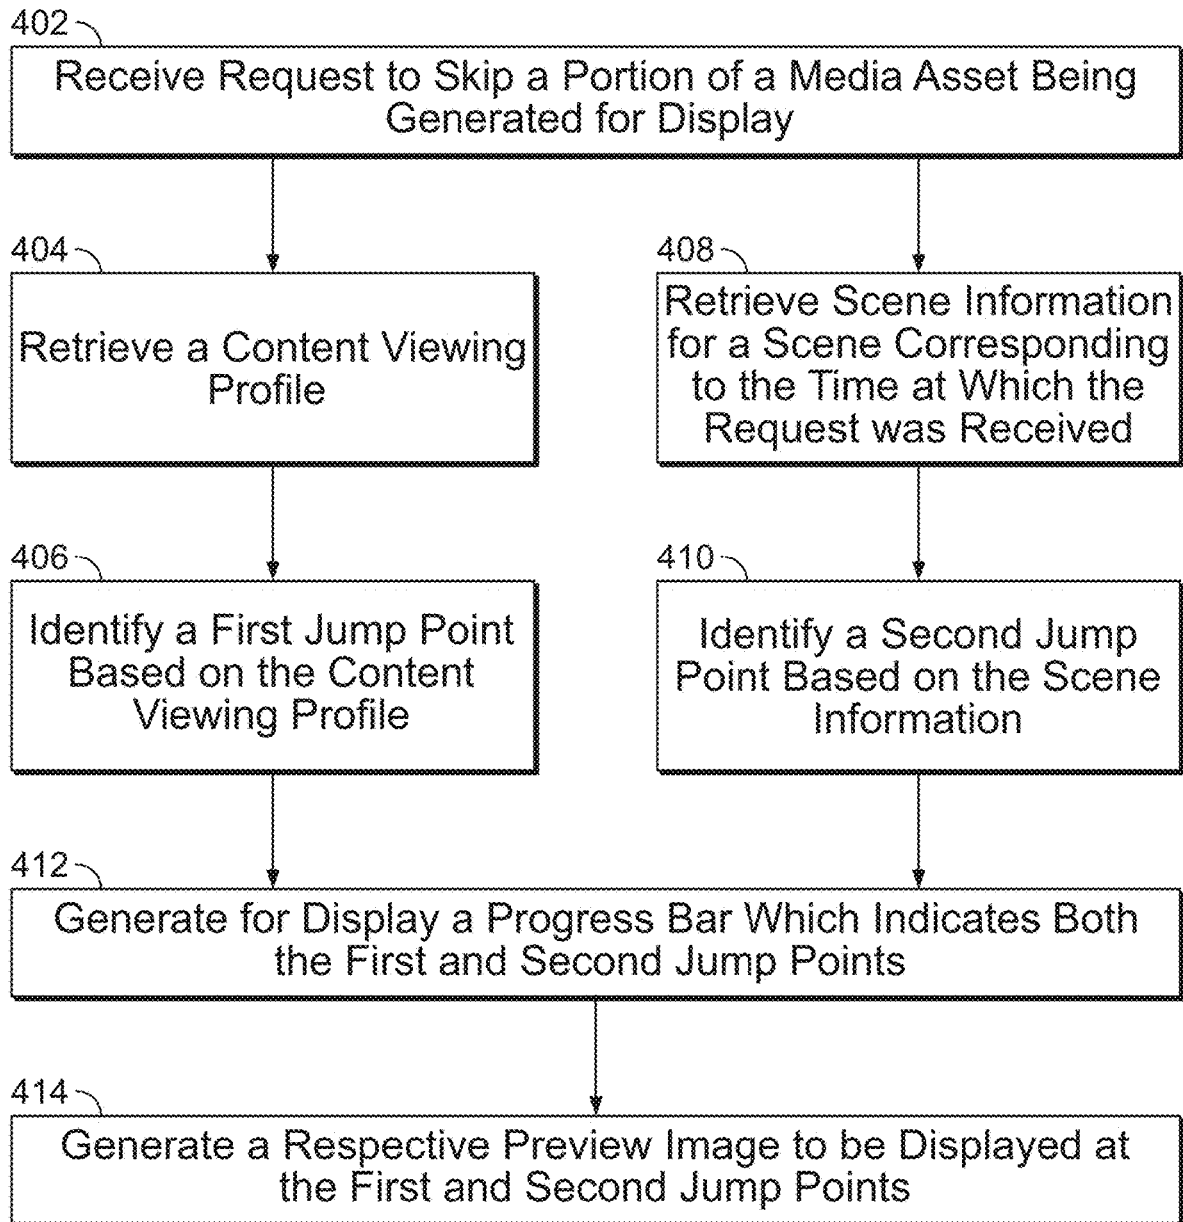 402
Receive Request to Skip a Portion of a Media Asset Being
Generated for Display
404
Retrieve a Content Viewing
Profile
408
Retrieve Scene Information
for a Scene Corresponding
to the Time at Which the
Request was Received
406
Identify a First Jump Point
Based on the Content
Viewing Profile
410
Identify a Second Jump
Point Based on the Scene
Information
412
Generate for Display a Progress Bar Which Indicates Both
the First and Second Jump Points
414
Generate a Respective Preview Image to be Displayed at
the First and Second Jump Points